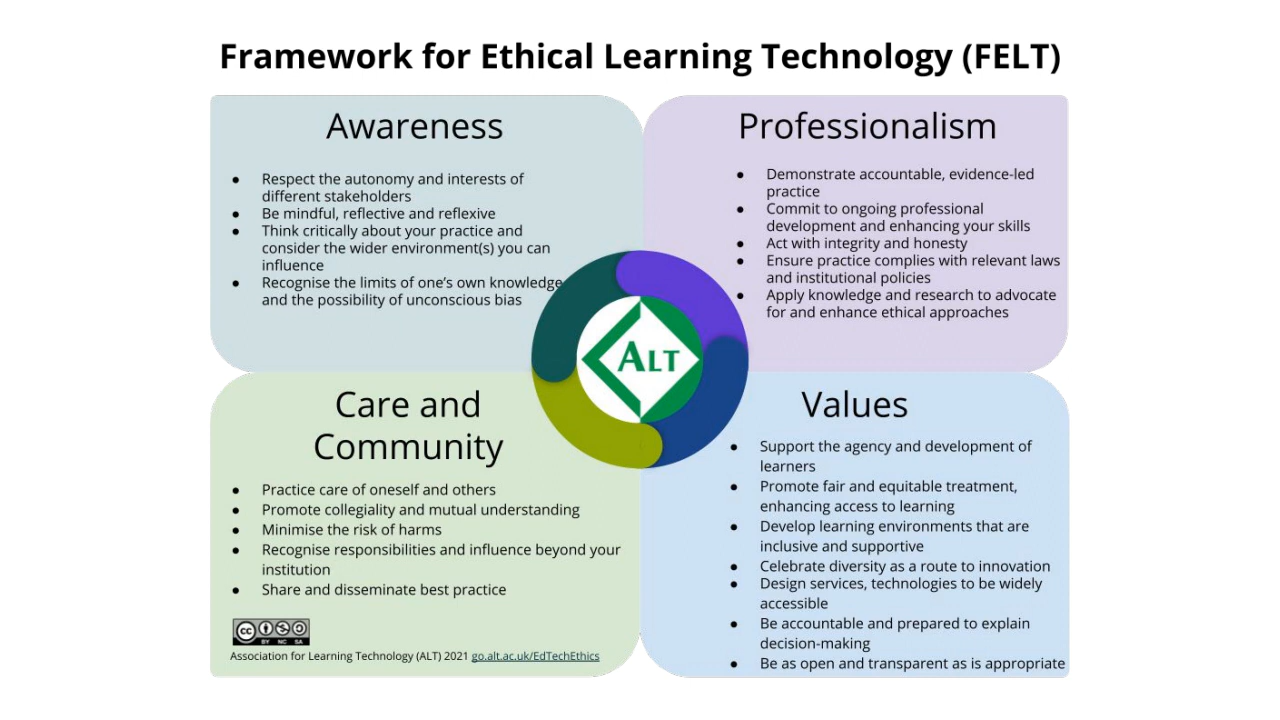 Framework for Ethical Learning Technology (FELT)
Awareness
● Respect the autonomy and interests of
different stakeholders
● Be mindful, reflective and reflexive
● Think critically about your practice and
consider the wider environment(s) you can
influence
● Recognise the limits of one’s own knowledge
and the possibility of unconscious bias
Professionalism
● Demonstrate accountable, evidence-led
practice
● Commit to ongoing professional
development and enhancing your skills
● Act with integrity and honesty
● Ensure practice complies with relevant laws
and institutional policies
● Apply knowledge and research to advocate
for and enhance ethical approaches
ALT
Care and
Community
● Practice care of oneself and others
● Promote collegiality and mutual understanding
● Minimise the risk of harms
● Recognise responsibilities and influence beyond your
institution
● Share and disseminate best practice
cc
BY NC SA
Association for Learning Technology (ALT) 2021 go.alt.ac.uk/EdTechEthics
Values
● Support the agency and development of
learners
● Promote fair and equitable treatment,
enhancing access to learning
● Develop learning environments that are
inclusive and supportive
● Celebrate diversity as a route to innovation
● Design services, technologies to be widely
accessible
● Be accountable and prepared to explain
decision-making
● Be as open and transparent as is appropriate